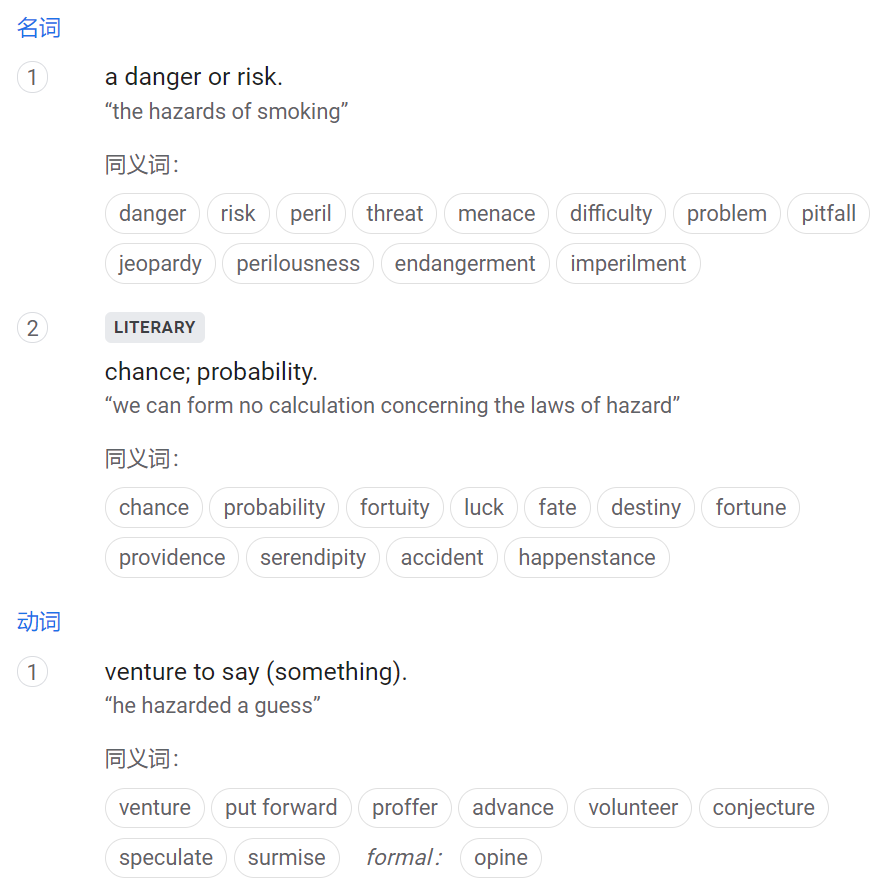 名词
1
a danger or risk.
“the hazards of smoking”
同义词：
danger risk peril threat menace difficulty problem pitfall
jeopardy perilousness endangerment imperilment
2 LITERARY
chance; probability.
“we can form no calculation concerning the laws of hazard”
同义词：
chance probability fortuity luck fate destiny fortune
providence serendipity accident happenstance
动词
1
venture to say (something).
“he hazarded a guess”
同义词：
venture put forward proffer advance volunteer conjecture
speculate surmise formal: opine